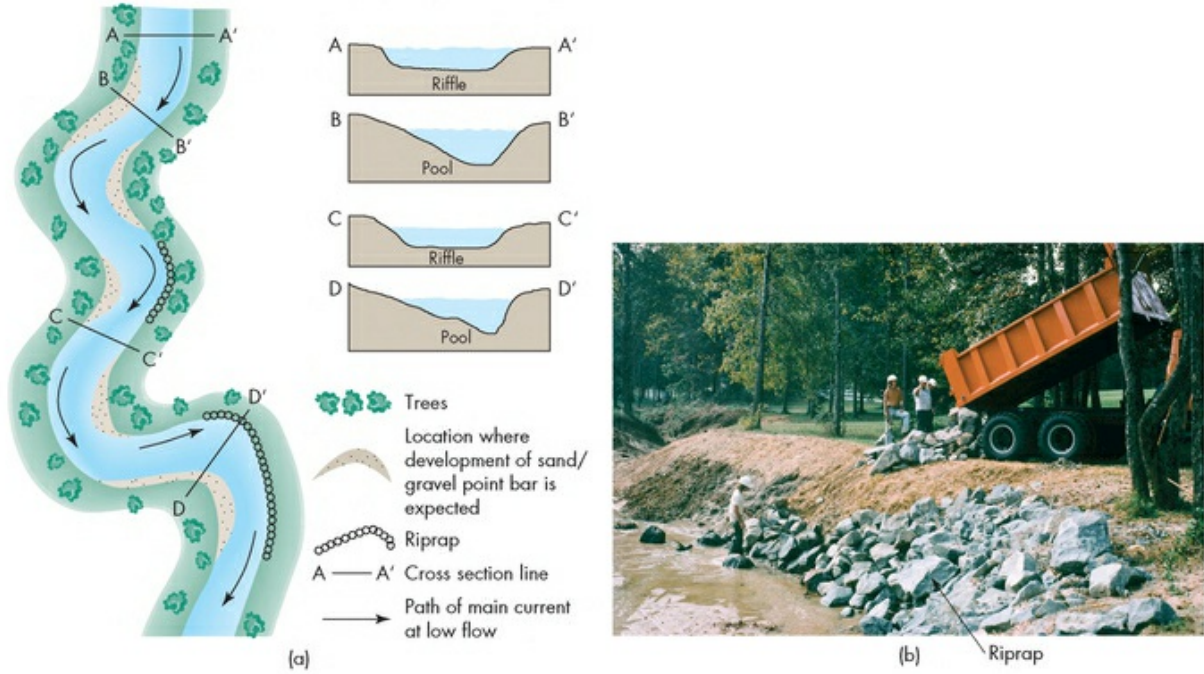 A
A'
B
B'
C
C'
D'
D
A
A'
Riffle
B
B'
Pool
C
C'
Riffle
D
D'
Pool
Trees
Location where
development of sand/
gravel point bar is
expected
Riprap
A
A'
Cross section line
Path of main current
at low flow
(a)
(b)
Riprap